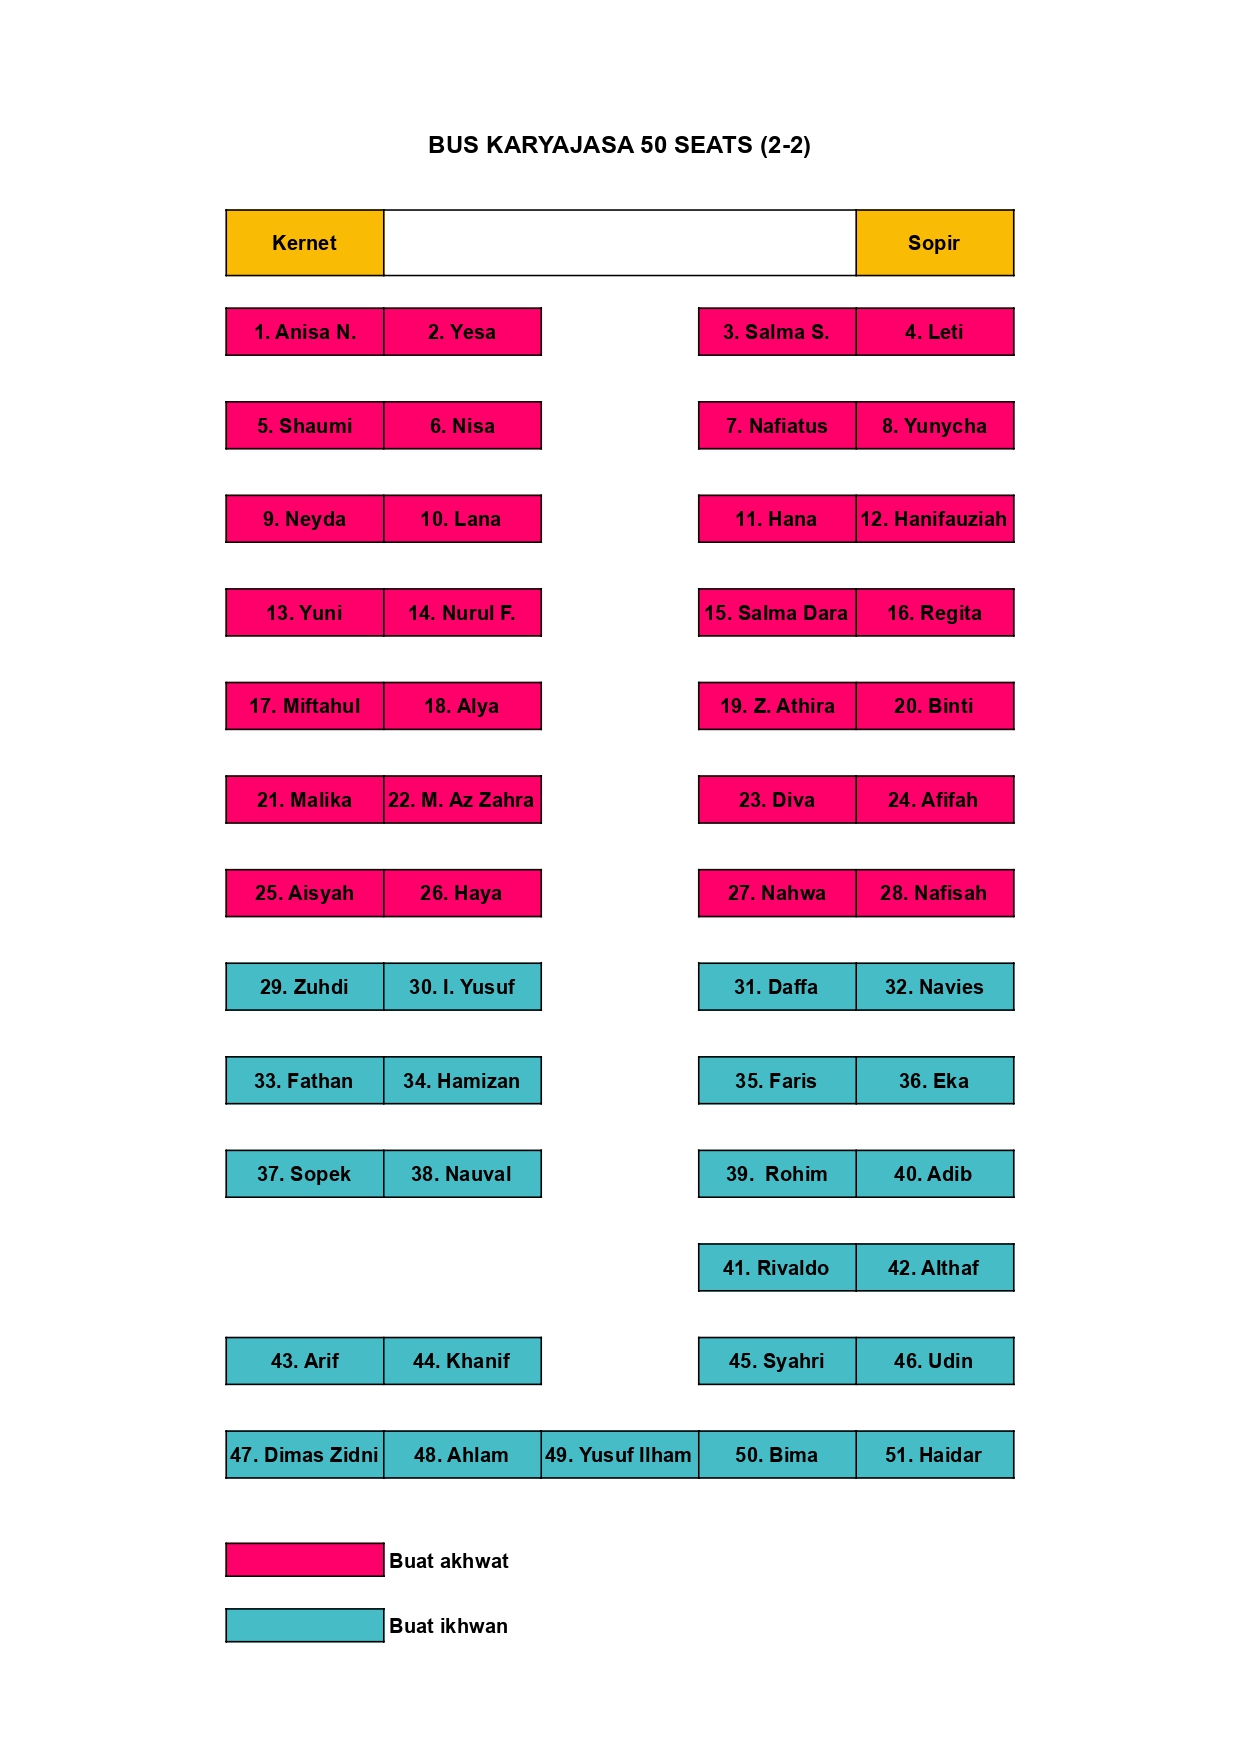 BUS KARYAJASA 50 SEATS (2-2)
Kernet Sopir
1. Anisa N. 2. Yesa 3. Salma S. 4. Leti
5. Shaumi 6. Nisa 7. Nafiatus 8. Yunycha
9. Neyda 10. Lana 11. Hana 12. Hanifauziah
13. Yuni 14. Nurul F. 15. Salma Dara 16. Regita
17. Miftahul 18. Alya 19. Z. Athira 20. Binti
21. Malika 22. M. Az Zahra 23. Diva 24. Afifah
25. Aisyah 26. Haya 27. Nahwa 28. Nafisah
29. Zuhdi 30. I. Yusuf 31. Daffa 32. Navies
33. Fathan 34. Hamizan 35. Faris 36. Eka
37. Sopek 38. Nauval 39. Rohim 40. Adib
41. Rivaldo 42. Althaf
43. Arif 44. Khanif 45. Syahri 46. Udin
47. Dimas Zidni 48. Ahlam 49. Yusuf Ilham 50. Bima 51. Haidar
Buat akhwat
Buat ikhwan